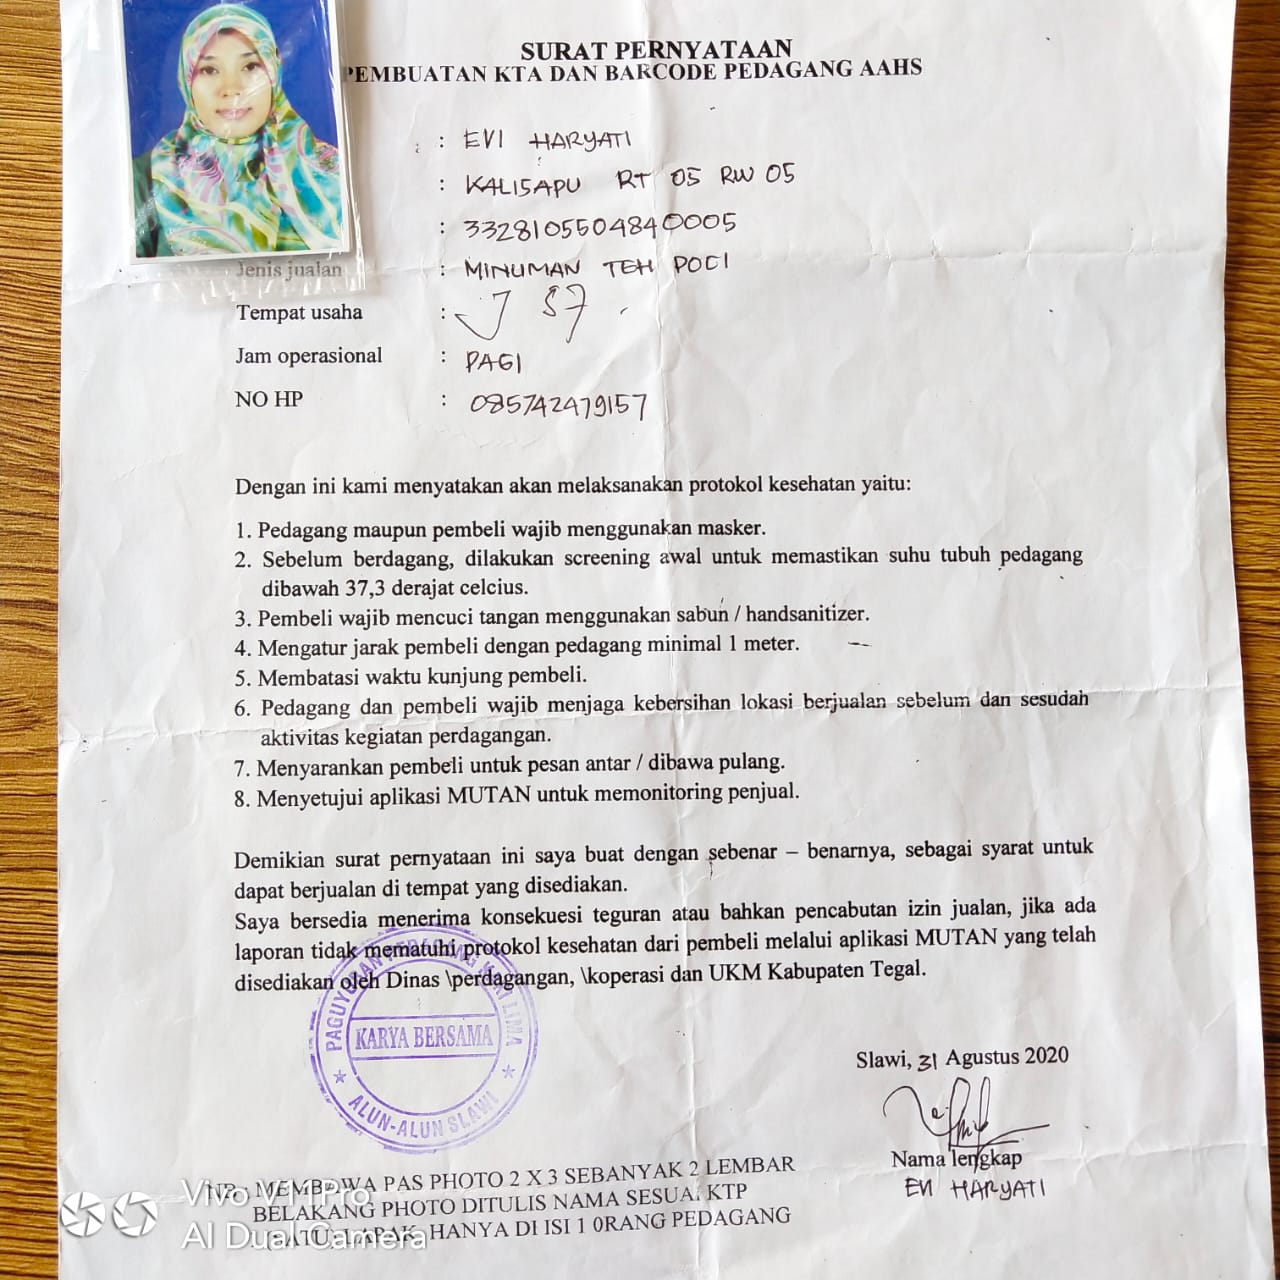 SURAT PERNYATAAN
PEMBUATAN KTA DAN BARCODE PEDAGANG AAHS
: EVI HARYATI
: KALISAPU RT 05 RW 05
: 3328105504840005
Jenis jualan : MINUMAN TEH POCI
Tempat usaha : J 57
Jam operasional : PAGI
NO HP : 085742479157
Dengan ini kami menyatakan akan melaksanakan protokol kesehatan yaitu:
1. Pedagang maupun pembeli wajib menggunakan masker.
2. Sebelum berdagang, dilakukan screening awal untuk memastikan suhu tubuh pedagang
dibawah 37,3 derajat celcius.
3. Pembeli wajib mencuci tangan menggunakan sabun / handsanitizer.
4. Mengatur jarak pembeli dengan pedagang minimal 1 meter.
5. Membatasi waktu kunjung pembeli.
6. Pedagang dan pembeli wajib menjaga kebersihan lokasi berjualan sebelum dan sesudah
aktivitas kegiatan perdagangan.
7. Menyarankan pembeli untuk pesan antar / dibawa pulang.
8. Menyetujui aplikasi MUTAN untuk memonitoring penjual.
Demikian surat pernyataan ini saya buat dengan sebenar – benarnya, sebagai syarat untuk
dapat berjualan di tempat yang disediakan.
Saya bersedia menerima konsekuesi teguran atau bahkan pencabutan izin jualan, jika ada
laporan tidak mematuhi protokol kesehatan dari pembeli melalui aplikasi MUTAN yang telah
disediakan oleh Dinas \perdagangan, \koperasi dan UKM Kabupaten Tegal.
PAGUYUBAN PEDAGANG KAKI LIMA
KARYA BERSAMA
★ ALUN-ALUN SLAWI ★
Slawi, 31 Agustus 2020
Nama lengkap
EVI HARYATI
NB : MEMBAWA PAS PHOTO 2 X 3 SEBANYAK 2 LEMBAR
BELAKANG PHOTO DITULIS NAMA SESUAI KTP
(SATU) LAPAK HANYA DI ISI 1 0RANG PEDAGANG
Vivo V11Pro
AI Dual Camera